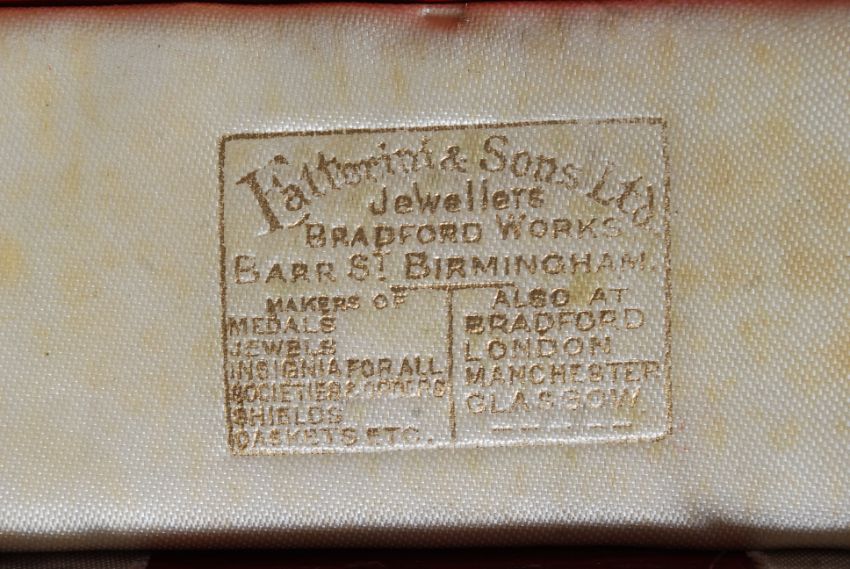 Fattorini & Sons Ltd.
Jewellers
BRADFORD WORKS
BARR ST. BIRMINGHAM.
MAKERS OF
MEDALS
JEWELS
INSIGNIA FOR ALL
SOCIETIES & ORDERS
SHIELDS
CASKETS ETC.
ALSO AT
BRADFORD
LONDON
MANCHESTER
GLASGOW.